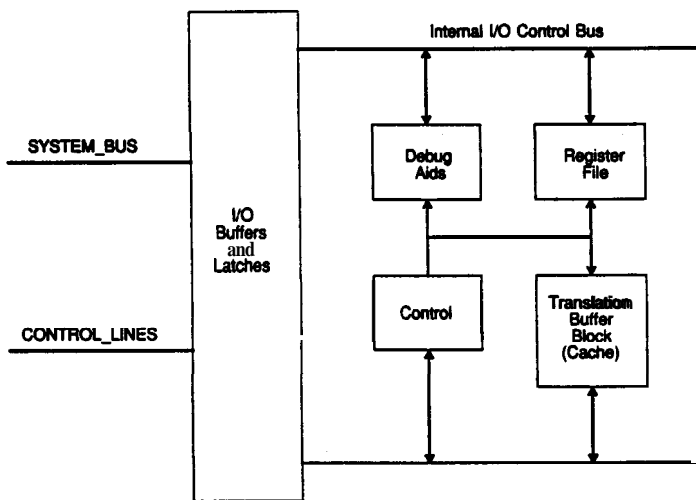 Internal I/O Control Bus
SYSTEM_BUS
Debug
Aids
Register
File
I/O
Buffers
and
Latches
Control
Translation
Buffer
Block
(Cache)
CONTROL_LINES